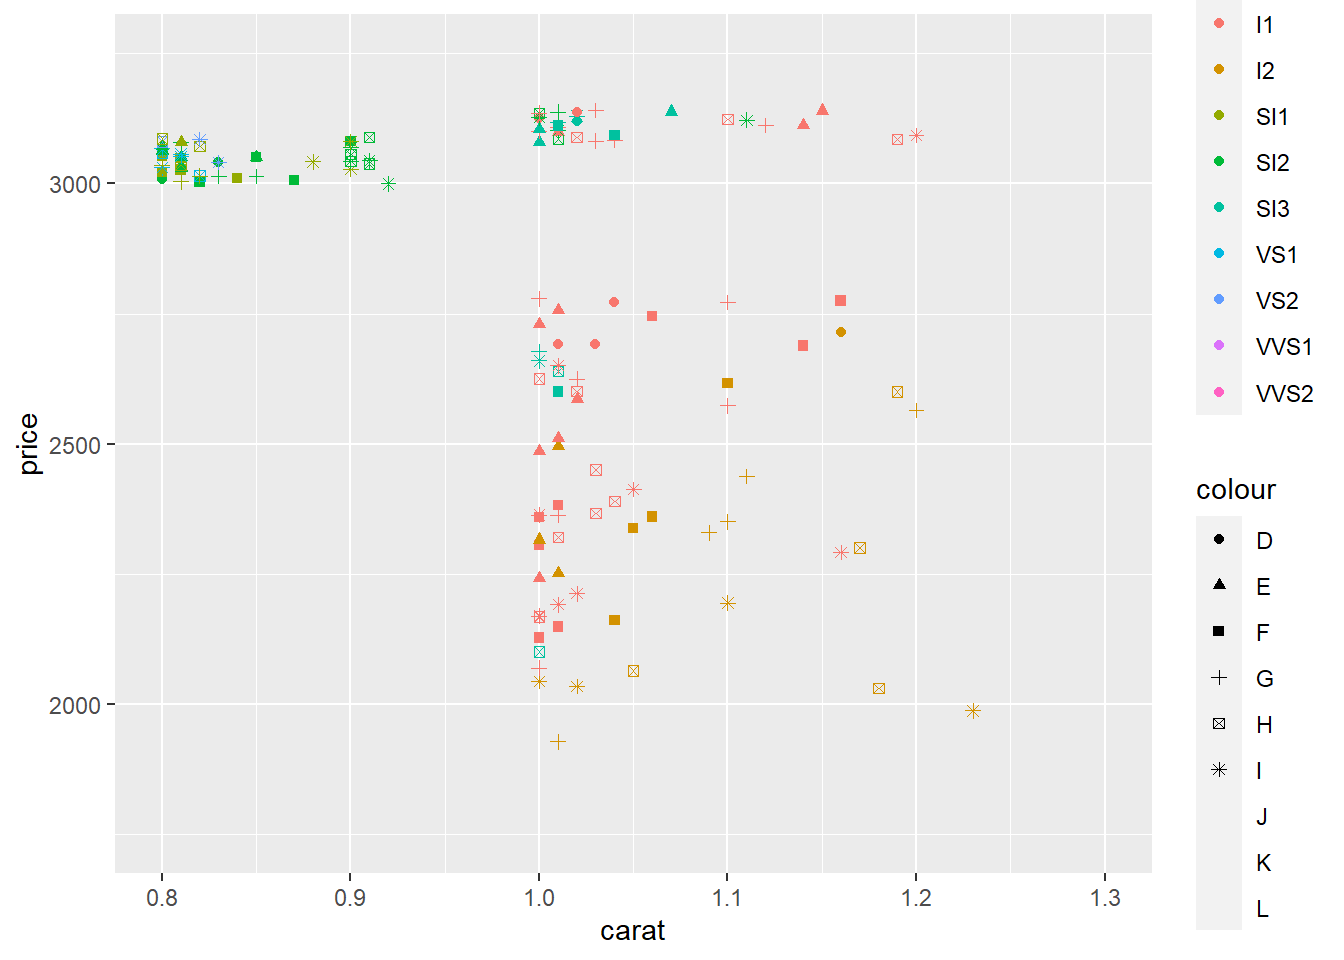 I1
I2
SI1
SI2
SI3
VS1
VS2
VVS1
VVS2
colour
D
E
F
G
H
I
J
K
L
price
3000
2500
2000
0.8 0.9 1.0 1.1 1.2 1.3
carat